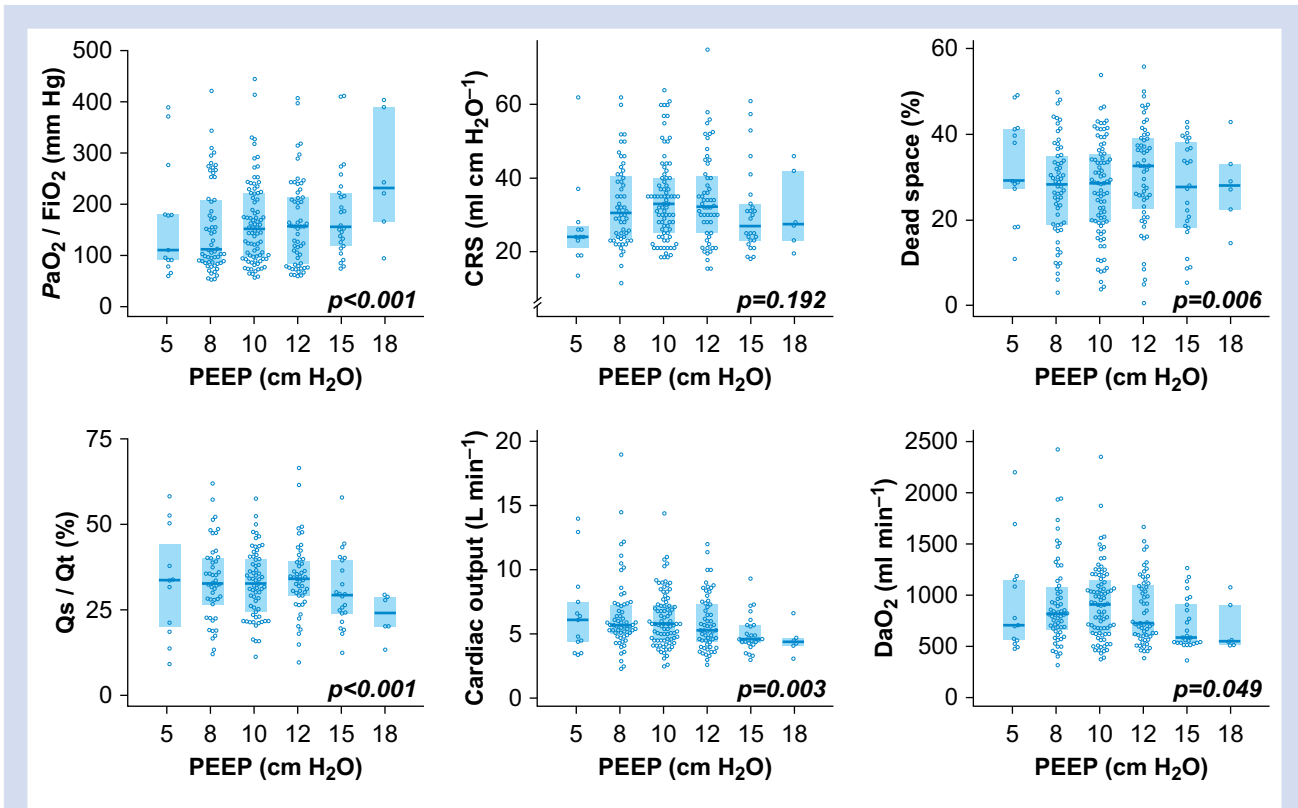 PaO₂ / FiO₂ (mm Hg)
500
400
300
200
100
0
p<0.001
5 8 10 12 15 18
PEEP (cm H₂O)
CRS (ml cm H₂O⁻¹)
60
40
20
p=0.192
5 8 10 12 15 18
PEEP (cm H₂O)
Dead space (%)
60
40
20
0
p=0.006
5 8 10 12 15 18
PEEP (cm H₂O)
Qs / Qt (%)
75
50
25
0
p<0.001
5 8 10 12 15 18
PEEP (cm H₂O)
Cardiac output (L min⁻¹)
20
15
10
5
0
p=0.003
5 8 10 12 15 18
PEEP (cm H₂O)
DaO₂ (ml min⁻¹)
2500
2000
1500
1000
500
0
p=0.049
5 8 10 12 15 18
PEEP (cm H₂O)